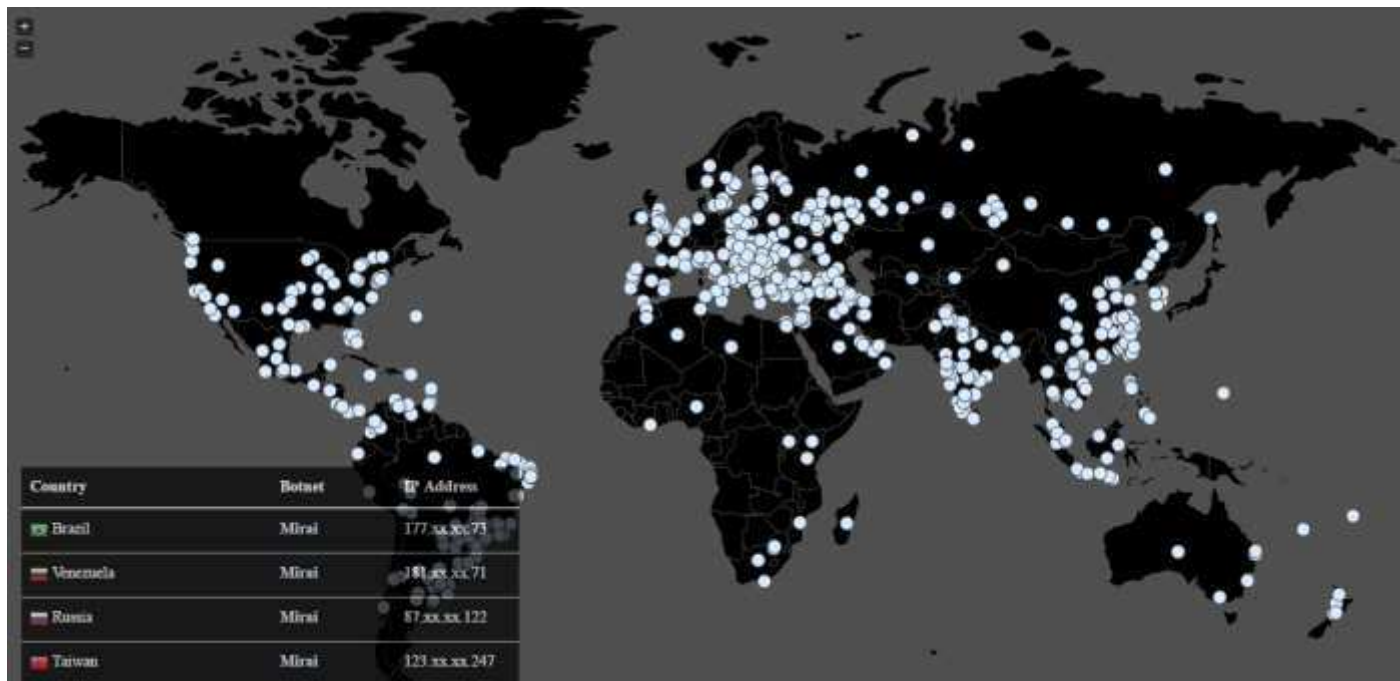 +
−
Country Botnet IP Address
Brazil Mirai 177.xx.xx.73
Venezuela Mirai 181.xx.xx.71
Russia Mirai 87.xx.xx.122
Taiwan Mirai 123.xx.xx.247